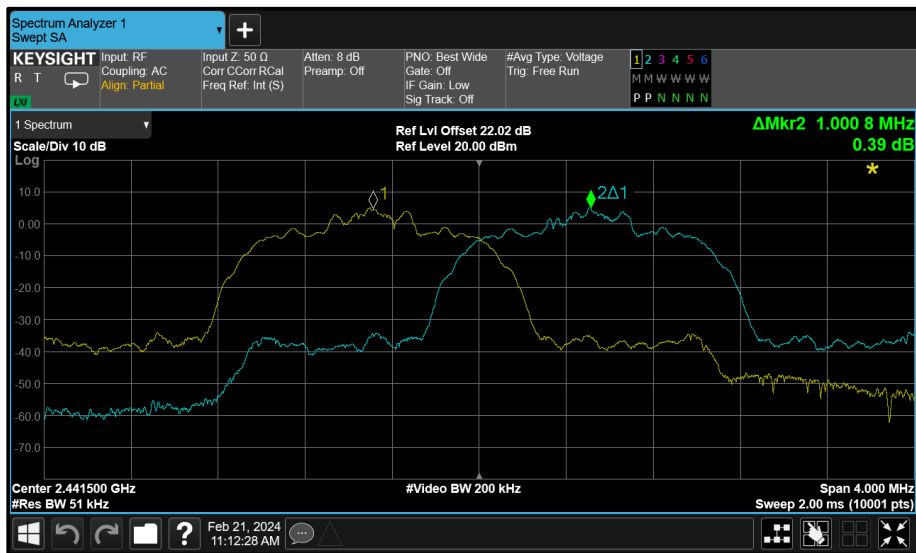 Spectrum Analyzer 1
Swept SA
KEYSIGHT
R T
LXI
Input: RF
Coupling: AC
Align: Partial
Input Z: 50 Ω
Corr CCorr RCal
Freq Ref: Int (S)
Atten: 8 dB
Preamp: Off
PNO: Best Wide
Gate: Off
IF Gain: Low
Sig Track: Off
#Avg Type: Voltage
Trig: Free Run
1 2 3 4 5 6
M M W W W W
P P N N N N
1 Spectrum
Scale/Div 10 dB
Ref Lvl Offset 22.02 dB
Ref Level 20.00 dBm
ΔMkr2 1.000 8 MHz
0.39 dB
Log
10.0
0.00
-10.0
-20.0
-30.0
-40.0
-50.0
-60.0
-70.0
1
2Δ1
*
Center 2.441500 GHz
#Res BW 51 kHz
#Video BW 200 kHz
Span 4.000 MHz
Sweep 2.00 ms (10001 pts)
?
Feb 21, 2024
11:12:28 AM